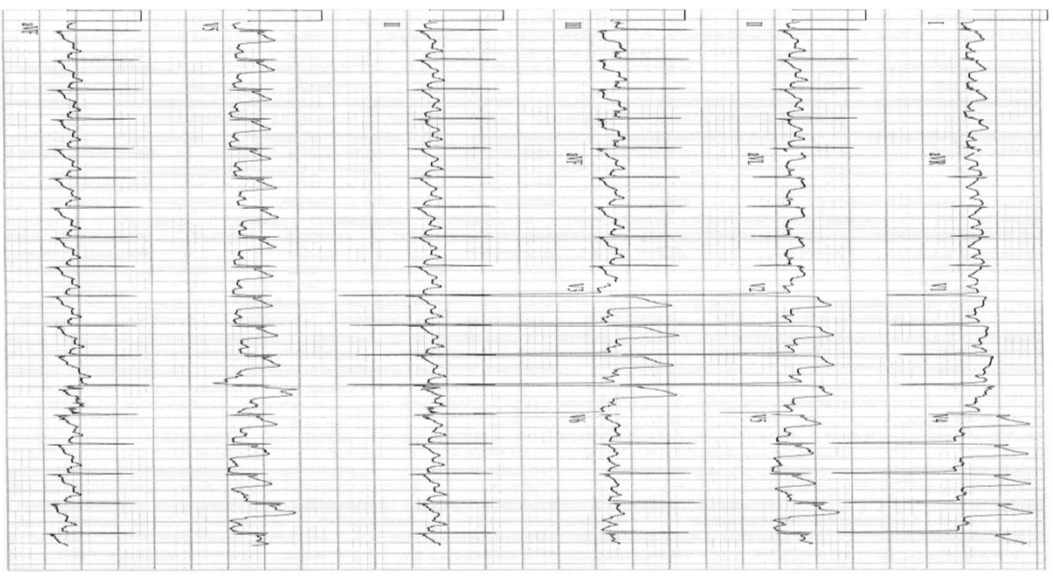 I aVR V1 V4
II aVL V2 V5
III aVF V3 V6
II
V5
aVF